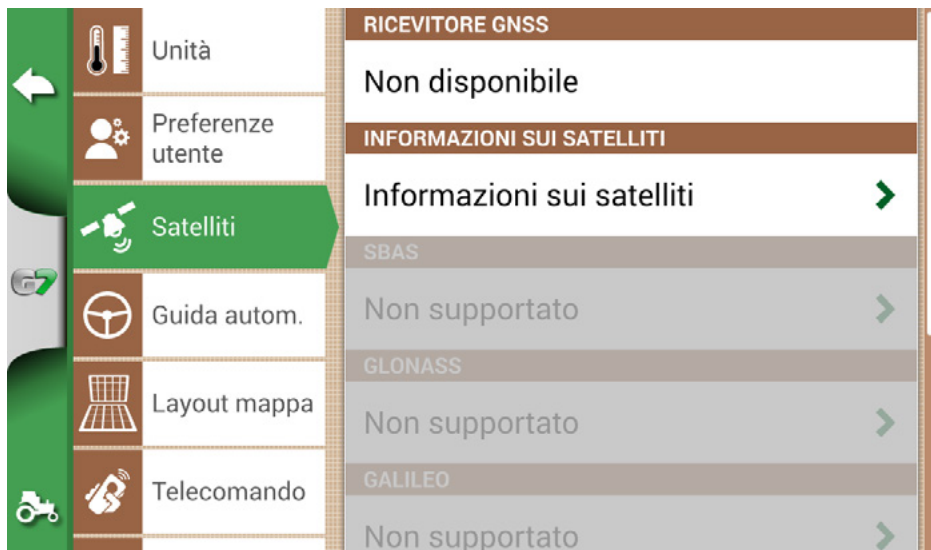 Unità
Preferenze
utente
Satelliti
Guida autom.
Layout mappa
Telecomando
G7
RICEVITORE GNSS
Non disponibile
INFORMAZIONI SUI SATELLITI
Informazioni sui satelliti
SBAS
Non supportato
GLONASS
Non supportato
GALILEO
Non supportato